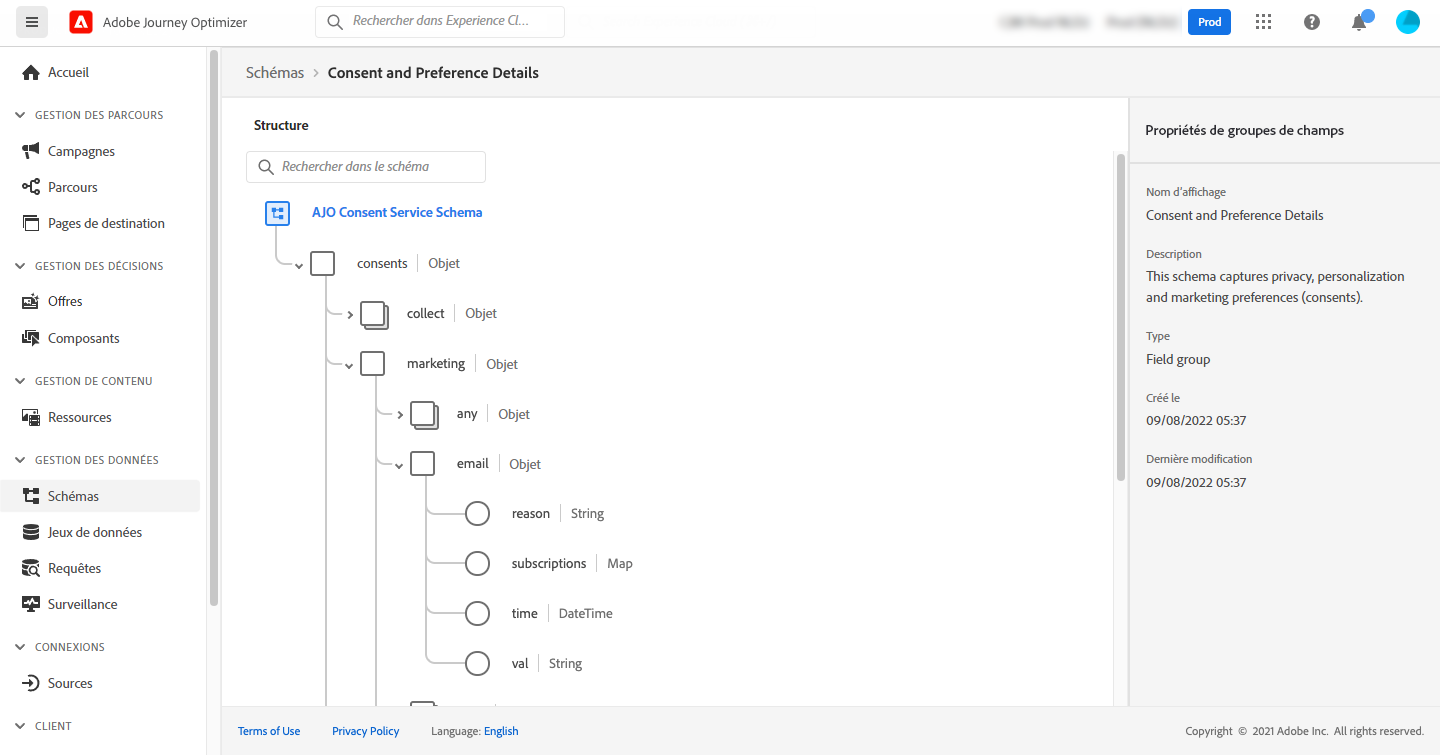 Adobe Journey Optimizer
Rechercher dans Experience Cl...
Prod
Accueil
GESTION DES PARCOURS
Campagnes
Parcours
Pages de destination
GESTION DES DÉCISIONS
Offres
Composants
GESTION DE CONTENU
Ressources
GESTION DES DONNÉES
Schémas
Jeux de données
Requêtes
Surveillance
CONNEXIONS
Sources
CLIENT
Schémas > Consent and Preference Details
Structure
Rechercher dans le schéma
AJO Consent Service Schema
consents | Objet
collect | Objet
marketing | Objet
any | Objet
email | Objet
reason | String
subscriptions | Map
time | DateTime
val | String
Propriétés de groupes de champs
Nom d’affichage
Consent and Preference Details
Description
This schema captures privacy, personalization
and marketing preferences (consents).
Type
Field group
Créé le
09/08/2022 05:37
Dernière modification
09/08/2022 05:37
Terms of Use Privacy Policy Language: English
Copyright © 2021 Adobe Inc. All rights reserved.